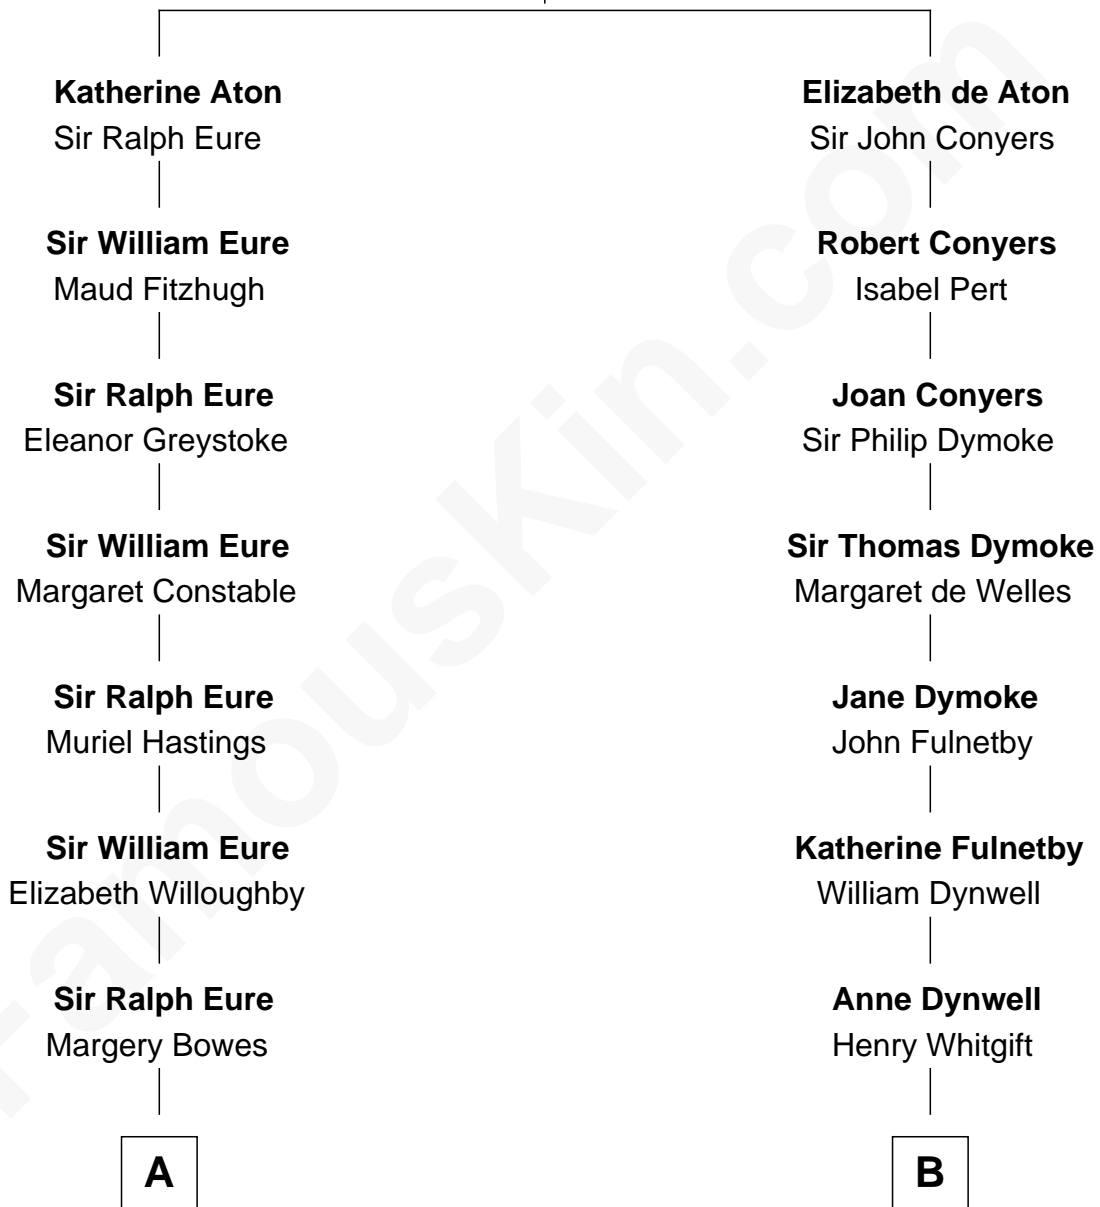 Katherine Aton
Sir Ralph Eure
Elizabeth de Aton
Sir John Conyers
Sir William Eure
Maud Fitzhugh
Robert Conyers
Isabel Pert
Sir Ralph Eure
Eleanor Greystoke
Joan Conyers
Sir Philip Dymoke
Sir William Eure
Margaret Constable
Sir Thomas Dymoke
Margaret de Welles
Sir Ralph Eure
Muriel Hastings
Jane Dymoke
John Fulnetby
Sir William Eure
Elizabeth Willoughby
Katherine Fulnetby
William Dynwell
Sir Ralph Eure
Margery Bowes
Anne Dynwell
Henry Whitgift
A
B
FamousKin.com